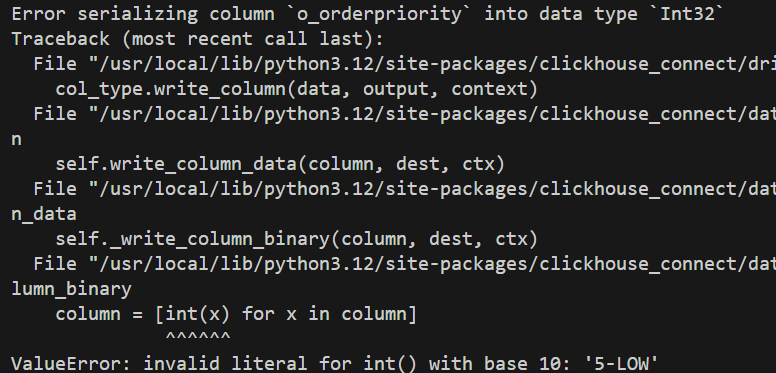 Error serializing column `o_orderpriority` into data type `Int32`
Traceback (most recent call last):
  File "/usr/local/lib/python3.12/site-packages/clickhouse_connect/dri
    col_type.write_column(data, output, context)
  File "/usr/local/lib/python3.12/site-packages/clickhouse_connect/dat
n
    self.write_column_data(column, dest, ctx)
  File "/usr/local/lib/python3.12/site-packages/clickhouse_connect/dat
n_data
    self._write_column_binary(column, dest, ctx)
  File "/usr/local/lib/python3.12/site-packages/clickhouse_connect/dat
lumn_binary
    column = [int(x) for x in column]
              ^^^^^^
ValueError: invalid literal for int() with base 10: '5-LOW'